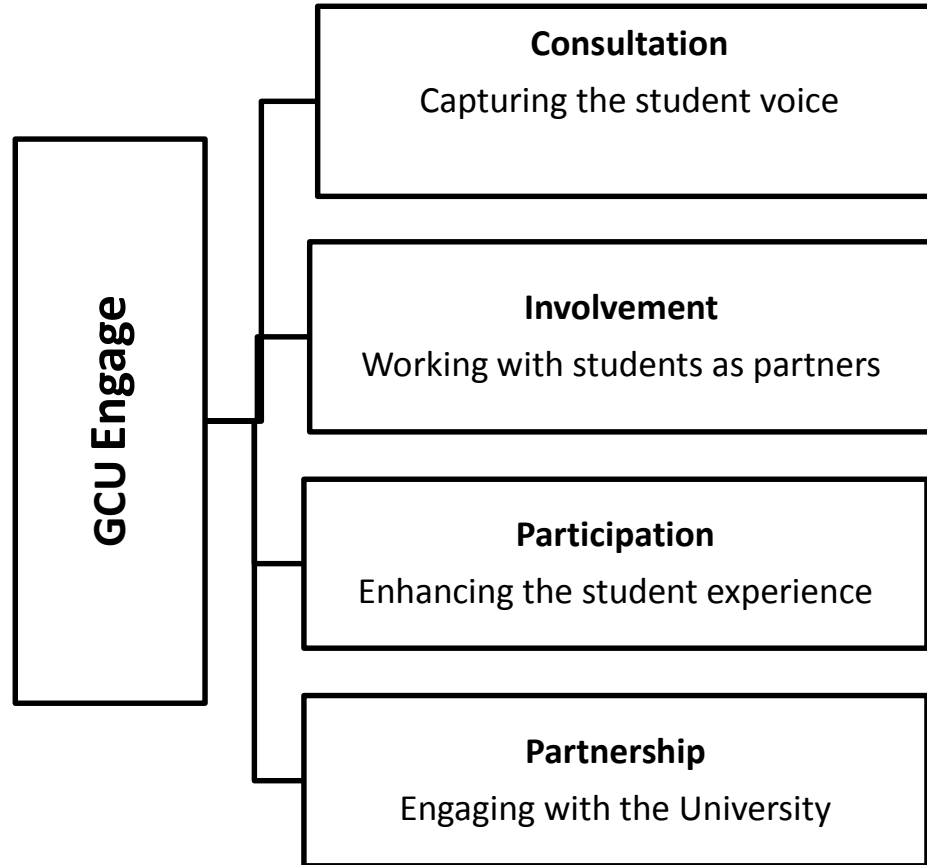 GCU Engage
Consultation
Capturing the student voice
Involvement
Working with students as partners
Participation
Enhancing the student experience
Partnership
Engaging with the University